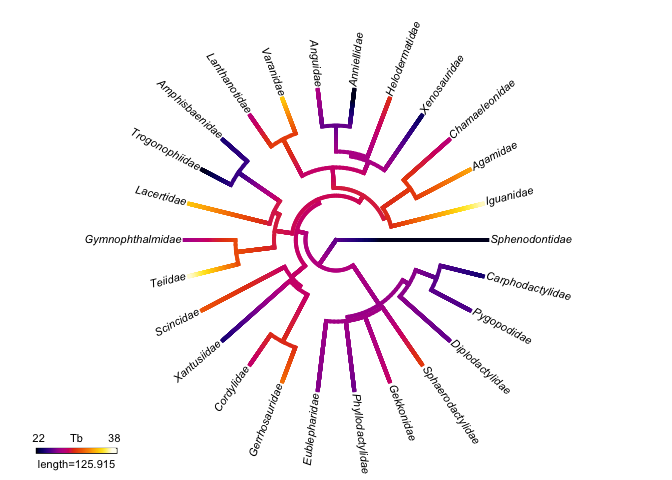 Anguidae
Anniellidae
Helodermatidae
Xenosauridae
Chamaeleonidae
Agamidae
Iguanidae
Sphenodontidae
Carphodactylidae
Pygopodidae
Diplodactylidae
Sphaerodactylidae
Gekkonidae
Phyllodactylidae
Eublepharidae
Gerrhosauridae
Cordylidae
Xantusiidae
Scincidae
Teiidae
Gymnophthalmidae
Lacertidae
Trogonophiidae
Amphisbaenidae
Lanthanotidae
Varanidae
22 Tb 38
length=125.915